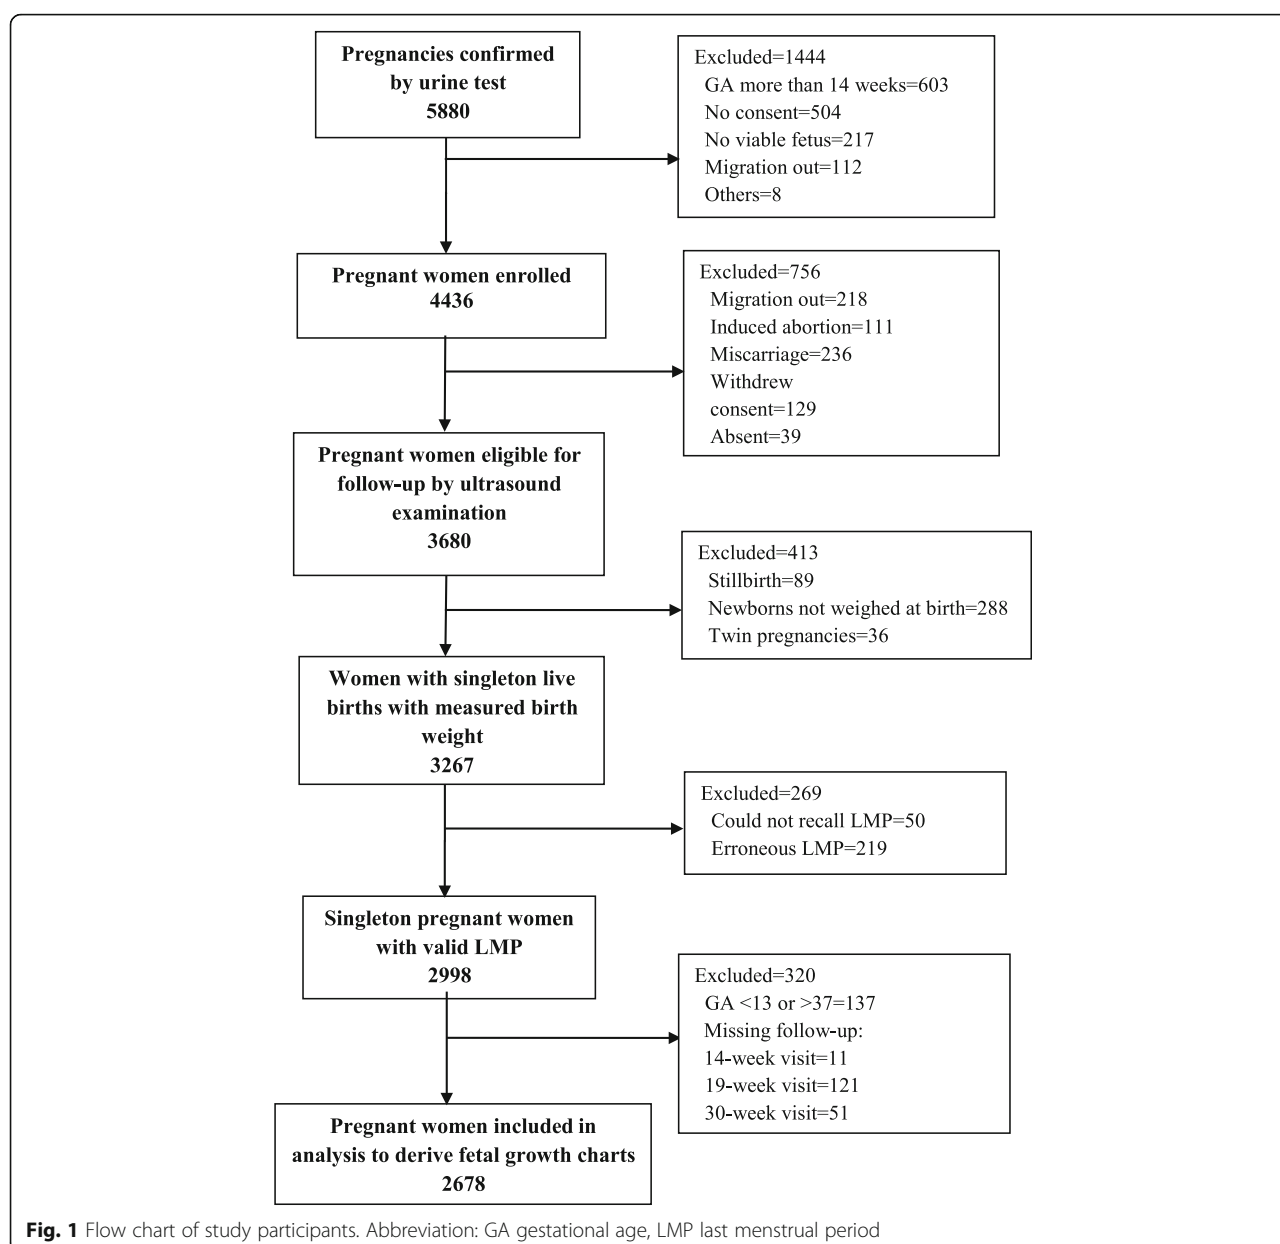 Pregnancies confirmed
by urine test
5880
Excluded=1444
GA more than 14 weeks=603
No consent=504
No viable fetus=217
Migration out=112
Others=8
Pregnant women enrolled
4436
Excluded=756
Migration out=218
Induced abortion=111
Miscarriage=236
Withdrew
consent=129
Absent=39
Pregnant women eligible for
follow-up by ultrasound
examination
3680
Excluded=413
Stillbirth=89
Newborns not weighed at birth=288
Twin pregnancies=36
Women with singleton live
births with measured birth
weight
3267
Excluded=269
Could not recall LMP=50
Erroneous LMP=219
Singleton pregnant women
with valid LMP
2998
Excluded=320
GA <13 or >37=137
Missing follow-up:
14-week visit=11
19-week visit=121
30-week visit=51
Pregnant women included in
analysis to derive fetal growth charts
2678
Fig. 1 Flow chart of study participants. Abbreviation: GA gestational age, LMP last menstrual period